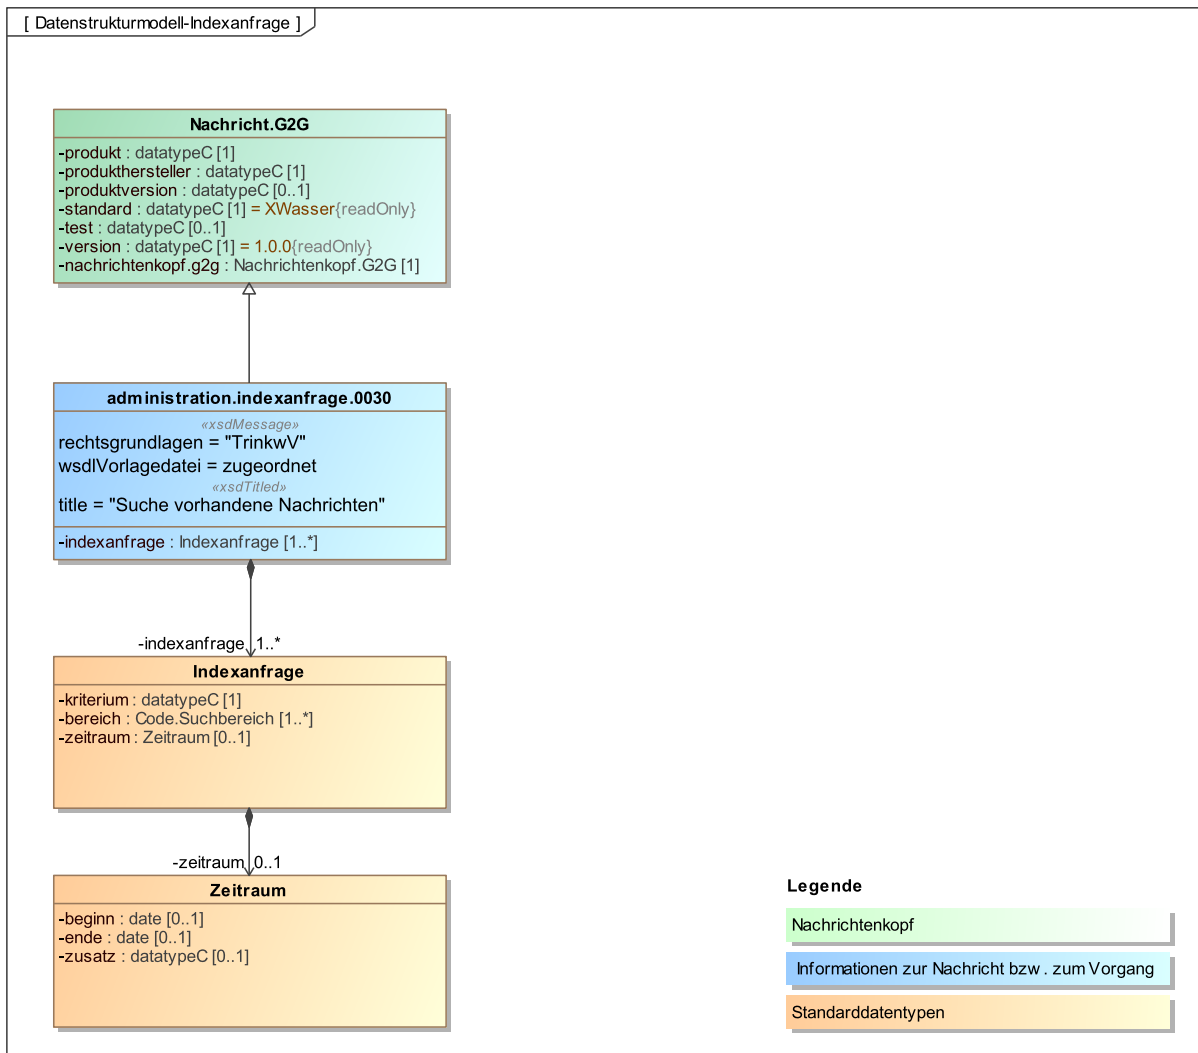 [ Datenstrukturmodell-Indexanfrage ]
Nachricht.G2G
-produkt : datatypeC [1]
-produkthersteller : datatypeC [1]
-produktversion : datatypeC [0..1]
-standard : datatypeC [1] = XWasser{readOnly}
-test : datatypeC [0..1]
-version : datatypeC [1] = 1.0.0{readOnly}
-nachrichtenkopf.g2g : Nachrichtenkopf.G2G [1]
administration.indexanfrage.0030
«xsdMessage»
rechtsgrundlagen = "TrinkwV"
wsdlVorlagedatei = zugeordnet
«xsdTitled»
title = "Suche vorhandene Nachrichten"
-indexanfrage : Indexanfrage [1..*]
-indexanfrage 1..*
Indexanfrage
-kriterium : datatypeC [1]
-bereich : Code.Suchbereich [1..*]
-zeitraum : Zeitraum [0..1]
-zeitraum 0..1
Zeitraum
-beginn : date [0..1]
-ende : date [0..1]
-zusatz : datatypeC [0..1]
Legende
Nachrichtenkopf
Informationen zur Nachricht bzw. zum Vorgang
Standarddatentypen